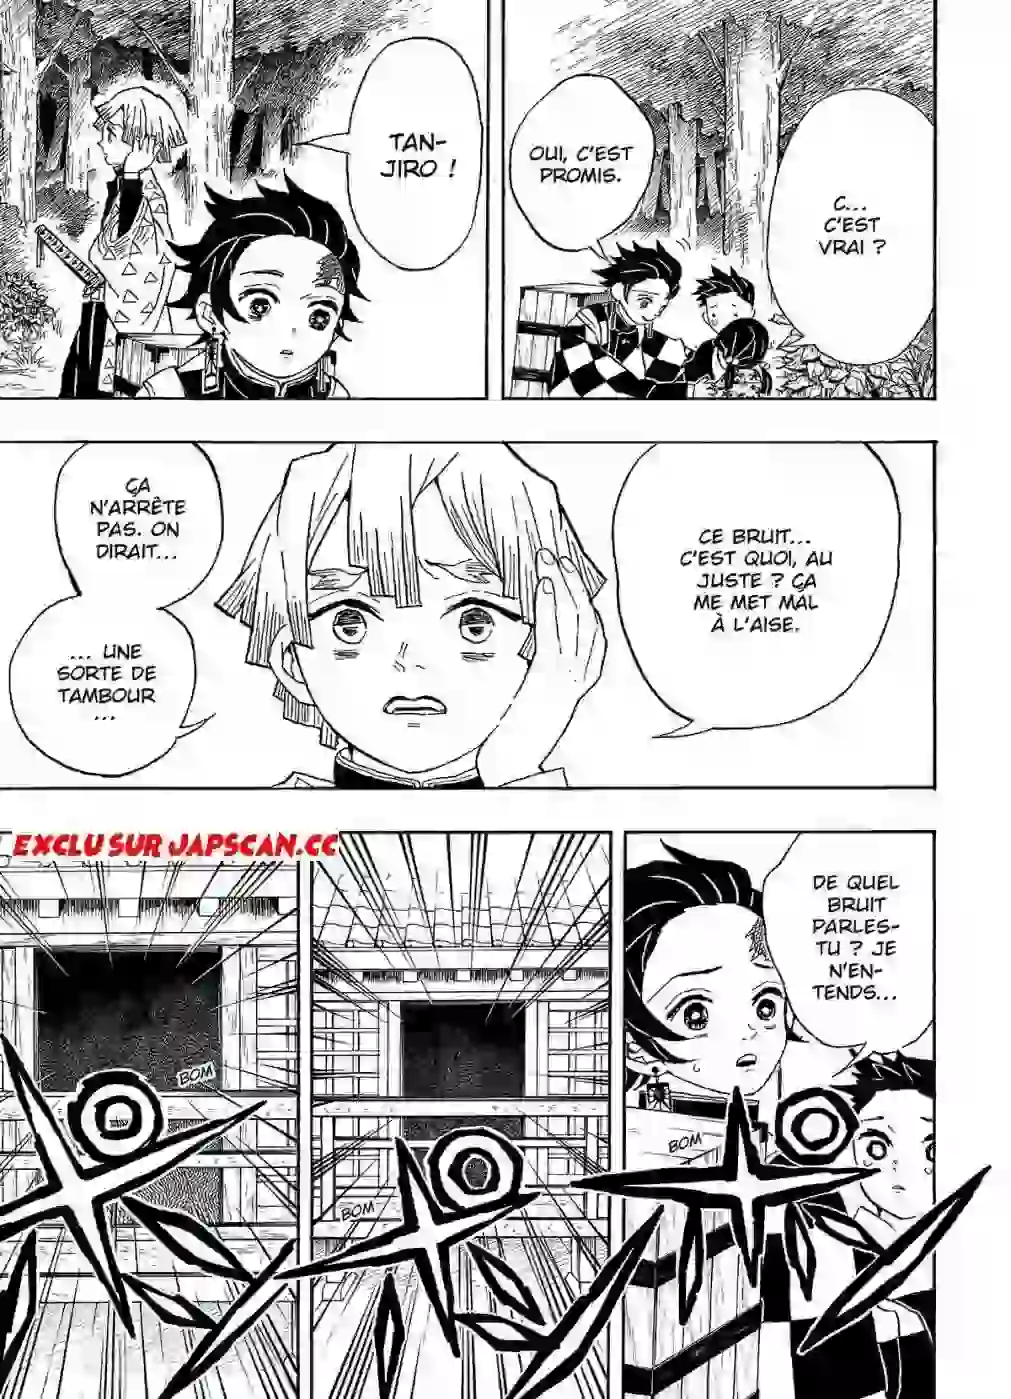 C...
C'EST
VRAI ?
OUI, C'EST
PROMIS.
TAN-
JIRO !
CE BRUIT...
C'EST QUOI, AU
JUSTE ? ÇA
ME MET MAL
À L'AISE.
ÇA
N'ARRÊTE
PAS. ON
DIRAIT...
... UNE
SORTE DE
TAMBOUR
...
DE QUEL
BRUIT
PARLES-
TU ? JE
N'EN-
TENDS...
BOM
BOM
BOM
EXCLU SUR JAPSCAN.CC